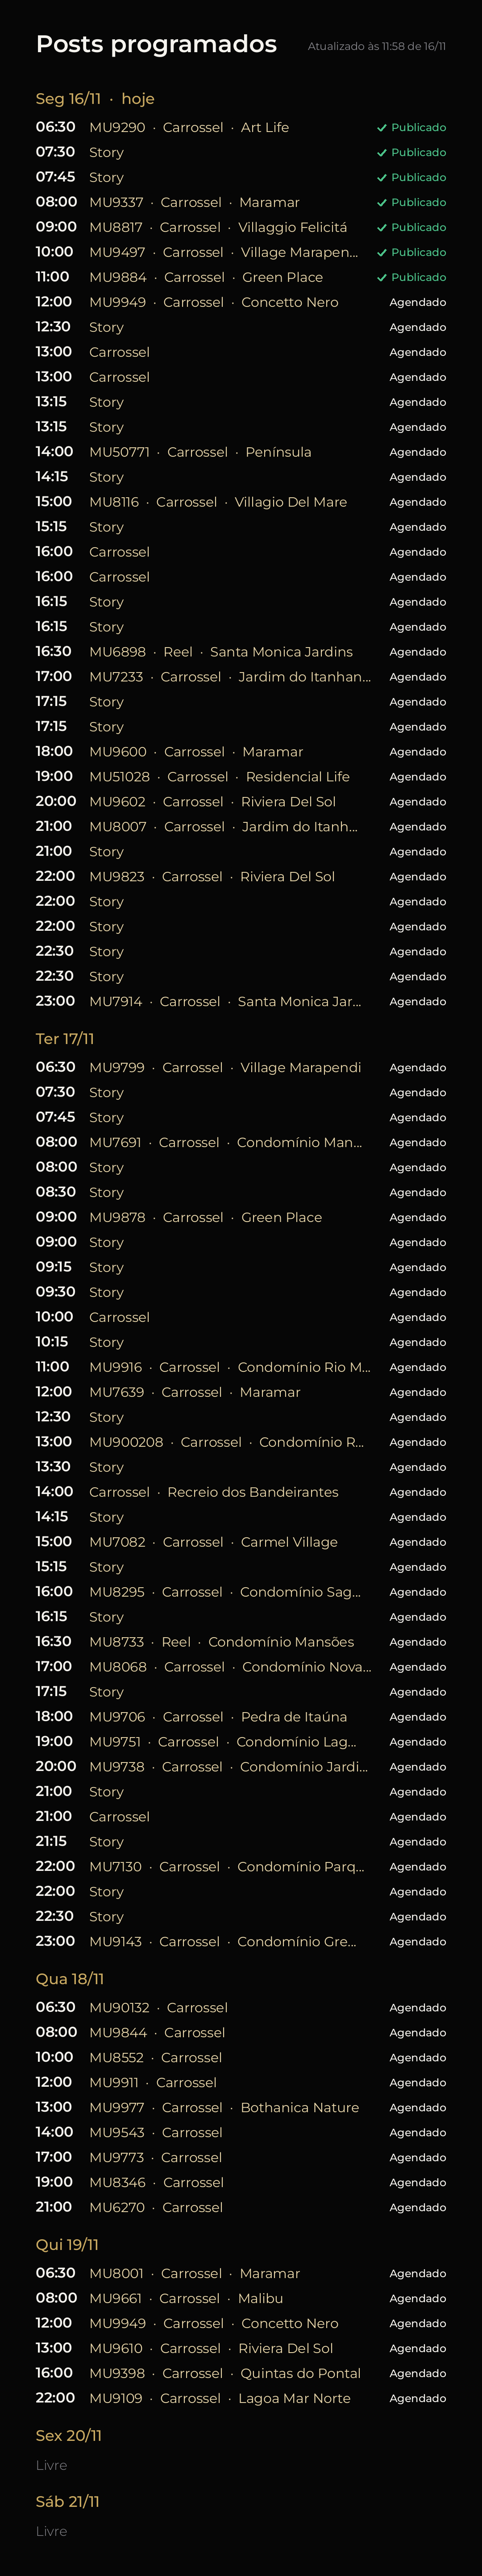 Posts programados Atualizado às 11:58 de 16/11
Seg 16/11 · hoje
06:30 MU9290 · Carrossel · Art Life ✓ Publicado
07:30 Story ✓ Publicado
07:45 Story ✓ Publicado
08:00 MU9337 · Carrossel · Maramar ✓ Publicado
09:00 MU8817 · Carrossel · Villaggio Felicitá ✓ Publicado
10:00 MU9497 · Carrossel · Village Marapen... ✓ Publicado
11:00 MU9884 · Carrossel · Green Place ✓ Publicado
12:00 MU9949 · Carrossel · Concetto Nero Agendado
12:30 Story Agendado
13:00 Carrossel Agendado
13:00 Carrossel Agendado
13:15 Story Agendado
13:15 Story Agendado
14:00 MU50771 · Carrossel · Península Agendado
14:15 Story Agendado
15:00 MU8116 · Carrossel · Villagio Del Mare Agendado
15:15 Story Agendado
16:00 Carrossel Agendado
16:00 Carrossel Agendado
16:15 Story Agendado
16:15 Story Agendado
16:30 MU6898 · Reel · Santa Monica Jardins Agendado
17:00 MU7233 · Carrossel · Jardim do Itanhan... Agendado
17:15 Story Agendado
17:15 Story Agendado
18:00 MU9600 · Carrossel · Maramar Agendado
19:00 MU51028 · Carrossel · Residencial Life Agendado
20:00 MU9602 · Carrossel · Riviera Del Sol Agendado
21:00 MU8007 · Carrossel · Jardim do Itanh... Agendado
21:00 Story Agendado
22:00 MU9823 · Carrossel · Riviera Del Sol Agendado
22:00 Story Agendado
22:00 Story Agendado
22:30 Story Agendado
22:30 Story Agendado
23:00 MU7914 · Carrossel · Santa Monica Jar... Agendado
Ter 17/11
06:30 MU9799 · Carrossel · Village Marapendi Agendado
07:30 Story Agendado
07:45 Story Agendado
08:00 MU7691 · Carrossel · Condomínio Man... Agendado
08:00 Story Agendado
08:30 Story Agendado
09:00 MU9878 · Carrossel · Green Place Agendado
09:00 Story Agendado
09:15 Story Agendado
09:30 Story Agendado
10:00 Carrossel Agendado
10:15 Story Agendado
11:00 MU9916 · Carrossel · Condomínio Rio M... Agendado
12:00 MU7639 · Carrossel · Maramar Agendado
12:30 Story Agendado
13:00 MU900208 · Carrossel · Condomínio R... Agendado
13:30 Story Agendado
14:00 Carrossel · Recreio dos Bandeirantes Agendado
14:15 Story Agendado
15:00 MU7082 · Carrossel · Carmel Village Agendado
15:15 Story Agendado
16:00 MU8295 · Carrossel · Condomínio Sag... Agendado
16:15 Story Agendado
16:30 MU8733 · Reel · Condomínio Mansões Agendado
17:00 MU8068 · Carrossel · Condomínio Nova... Agendado
17:15 Story Agendado
18:00 MU9706 · Carrossel · Pedra de Itaúna Agendado
19:00 MU9751 · Carrossel · Condomínio Lag... Agendado
20:00 MU9738 · Carrossel · Condomínio Jardi... Agendado
21:00 Story Agendado
21:00 Carrossel Agendado
21:15 Story Agendado
22:00 MU7130 · Carrossel · Condomínio Parq... Agendado
22:00 Story Agendado
22:30 Story Agendado
23:00 MU9143 · Carrossel · Condomínio Gre... Agendado
Qua 18/11
06:30 MU90132 · Carrossel Agendado
08:00 MU9844 · Carrossel Agendado
10:00 MU8552 · Carrossel Agendado
12:00 MU9911 · Carrossel Agendado
13:00 MU9977 · Carrossel · Bothanica Nature Agendado
14:00 MU9543 · Carrossel Agendado
17:00 MU9773 · Carrossel Agendado
19:00 MU8346 · Carrossel Agendado
21:00 MU6270 · Carrossel Agendado
Qui 19/11
06:30 MU8001 · Carrossel · Maramar Agendado
08:00 MU9661 · Carrossel · Malibu Agendado
12:00 MU9949 · Carrossel · Concetto Nero Agendado
13:00 MU9610 · Carrossel · Riviera Del Sol Agendado
16:00 MU9398 · Carrossel · Quintas do Pontal Agendado
22:00 MU9109 · Carrossel · Lagoa Mar Norte Agendado
Sex 20/11
Livre
Sáb 21/11
Livre